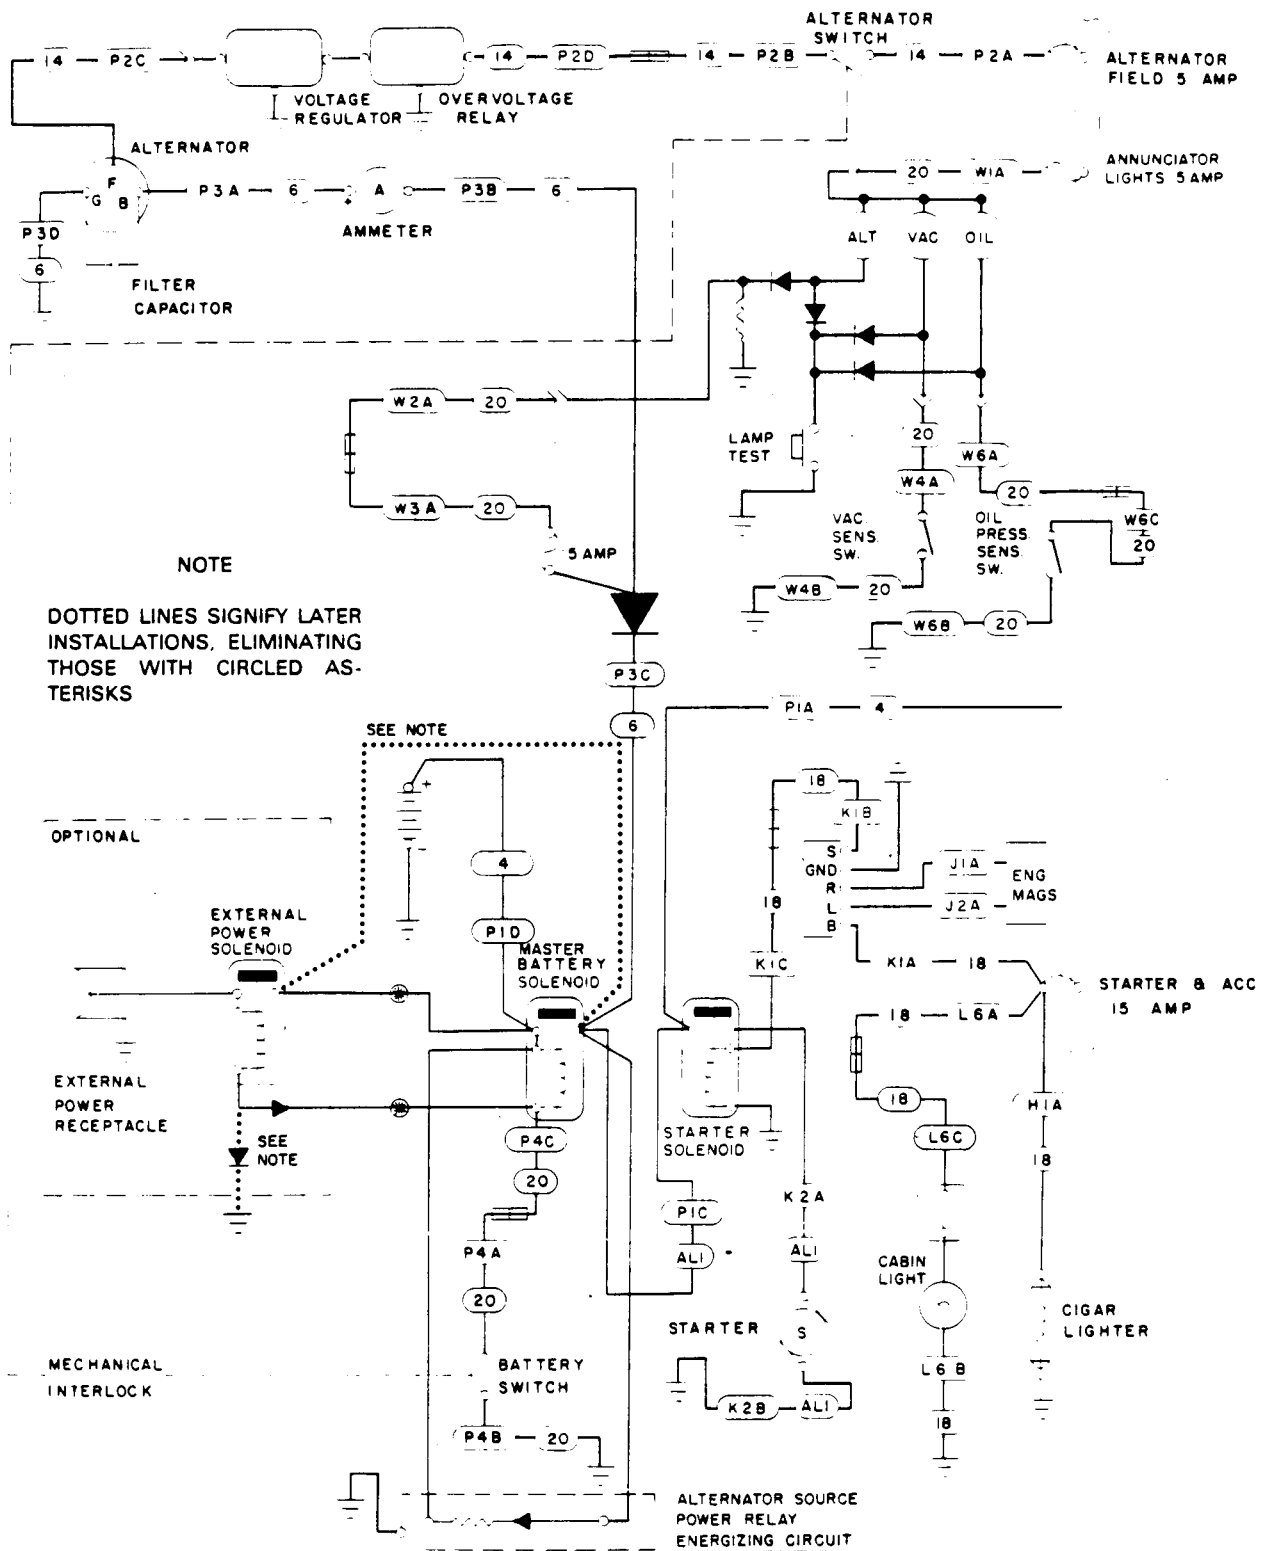 ALTERNATOR
SWITCH
14 P2C
14 P2D
14 P2B
14 P2A
ALTERNATOR
FIELD 5 AMP
VOLTAGE
REGULATOR
OVERVOLTAGE
RELAY
ALTERNATOR
F
G B
P3A 6
A
+
P3B 6
AMMETER
20 W1A
ANNUNCIATOR
LIGHTS 5 AMP
P3D
6
FILTER
CAPACITOR
ALT VAC OIL
W2A 20
W3A 20
5 AMP
LAMP
TEST
20
W4A
W6A
20
W6C
20
VAC.
SENS.
SW.
OIL
PRESS.
SENS.
SW.
W4B 20
W6B 20
NOTE
DOTTED LINES SIGNIFY LATER
INSTALLATIONS, ELIMINATING
THOSE WITH CIRCLED AS-
TERISKS
P3C
6
P1A 4
SEE NOTE
+
-
4
P1D
OPTIONAL
18
K1B
S
GND
R
L
B
J1A
J2A
ENG
MAGS
18
K1C
K1A 18
18 L6A
STARTER & ACC
15 AMP
EXTERNAL
POWER
SOLENOID
MASTER
BATTERY
SOLENOID
EXTERNAL
POWER
RECEPTACLE
SEE
NOTE
P4C
20
STARTER
SOLENOID
18
L6C
H1A
18
P4A
20
P1C
AL1
K2A
AL1
CABIN
LIGHT
CIGAR
LIGHTER
STARTER
S
L6B
18
K2B AL1
MECHANICAL
INTERLOCK
BATTERY
SWITCH
P4B 20
ALTERNATOR SOURCE
POWER RELAY
ENERGIZING CIRCUIT